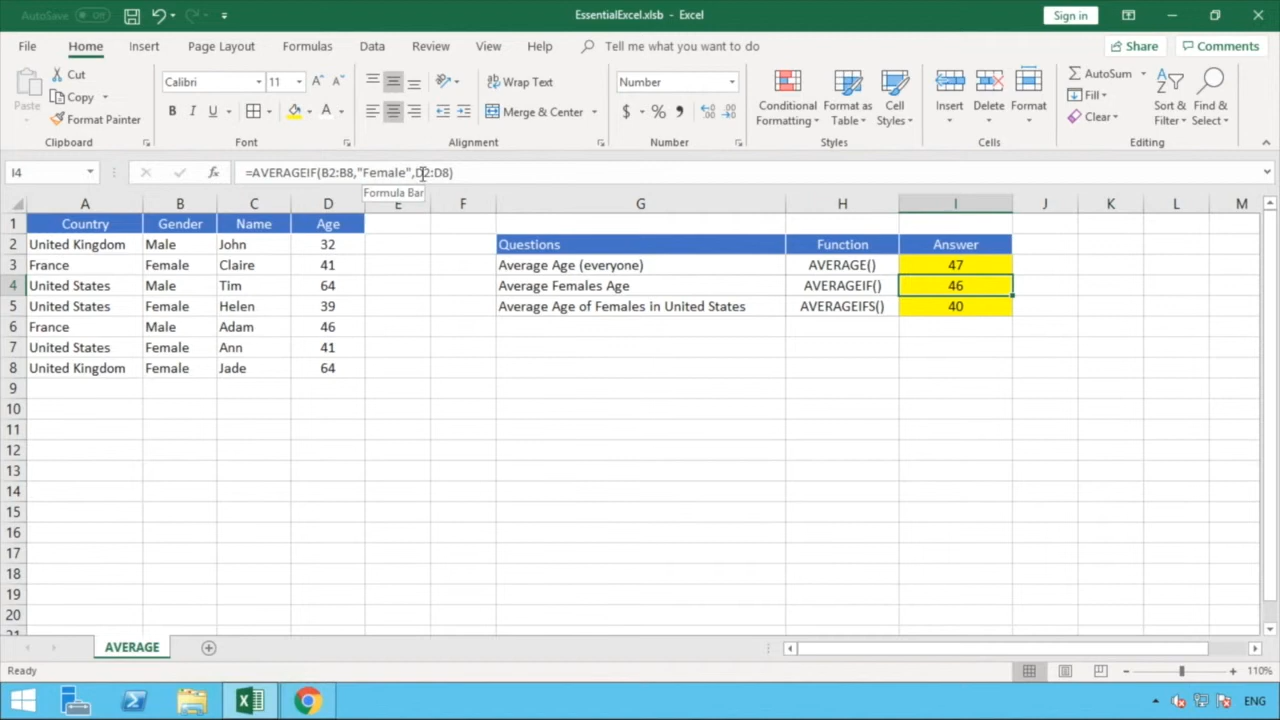 AutoSave Off
EssentialExcel.xlsb - Excel
Sign in
File Home Insert Page Layout Formulas Data Review View Help Tell me what you want to do Share Comments
Paste
Cut
Copy
Format Painter
Clipboard
Calibri 11
B I U
Font
Wrap Text
Merge & Center
Alignment
Number
$ % ,
Number
Conditional Formatting
Format as Table
Cell Styles
Styles
Insert Delete Format
Cells
AutoSum
Fill
Clear
Sort & Filter
Find & Select
Editing
I4 fx =AVERAGEIF(B2:B8,"Female",D2:D8)
Formula Bar
A B C D E F G H I J K L M
1 Country Gender Name Age
2 United Kingdom Male John 32 Questions Function Answer
3 France Female Claire 41 Average Age (everyone) AVERAGE() 47
4 United States Male Tim 64 Average Females Age AVERAGEIF() 46
5 United States Female Helen 39 Average Age of Females in United States AVERAGEIFS() 40
6 France Male Adam 46
7 United States Female Ann 41
8 United Kingdom Female Jade 64
9
10
11
12
13
14
15
16
17
18
19
20
21
AVERAGE
Ready 110%
ENG